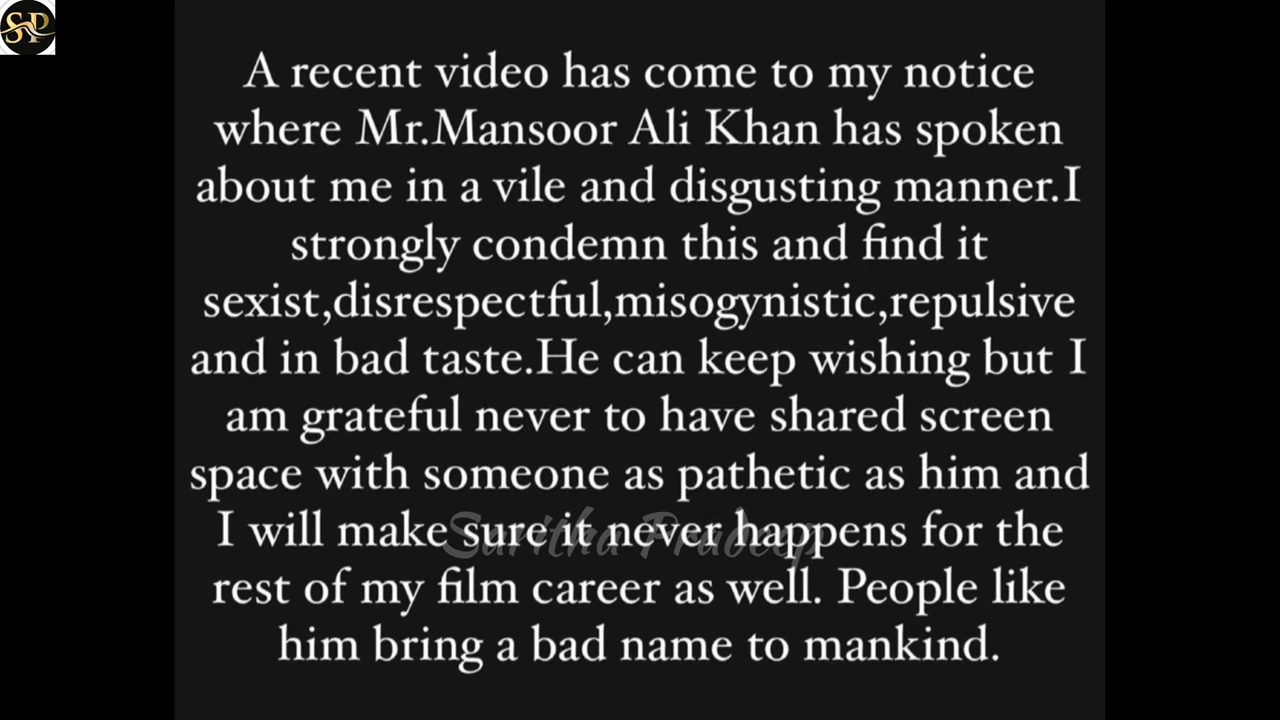 SP
A recent video has come to my notice
where Mr.Mansoor Ali Khan has spoken
about me in a vile and disgusting manner.I
strongly condemn this and find it
sexist,disrespectful,misogynistic,repulsive
and in bad taste.He can keep wishing but I
am grateful never to have shared screen
space with someone as pathetic as him and
I will make sure it never happens for the
Saritha Pradeep
rest of my film career as well. People like
him bring a bad name to mankind.